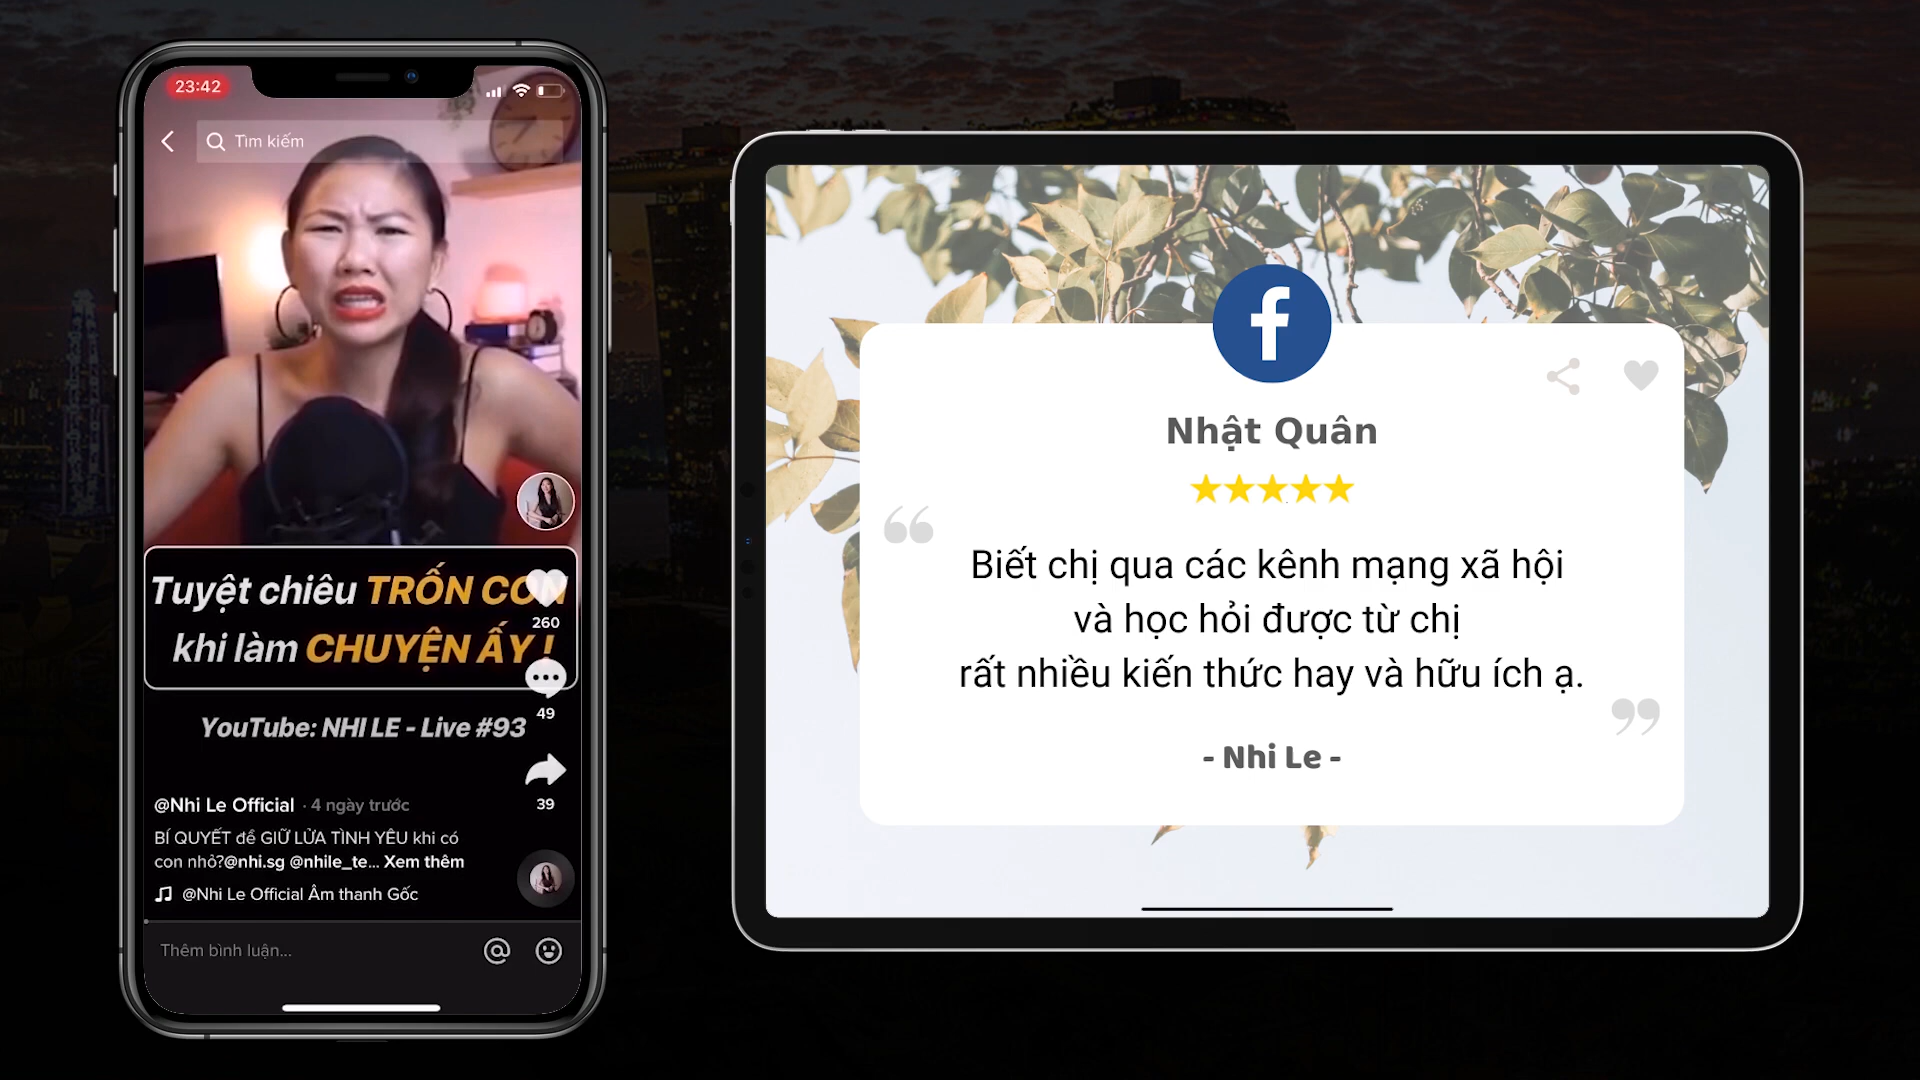 23:42
Tìm kiếm
Tuyệt chiêu TRỐN CON
khi làm CHUYỆN ẤY !
260
49
YouTube: NHI LE - Live #93
39
@Nhi Le Official · 4 ngày trước
BÍ QUYẾT để GIỮ LỬA TÌNH YÊU khi có
con nhỏ?@nhi.sg @nhile_te... Xem thêm
@Nhi Le Official Âm thanh Gốc
Thêm bình luận...
f
Nhật Quân
★★★★★
“
Biết chị qua các kênh mạng xã hội
và học hỏi được từ chị
rất nhiều kiến thức hay và hữu ích ạ.
”
- Nhi Le -